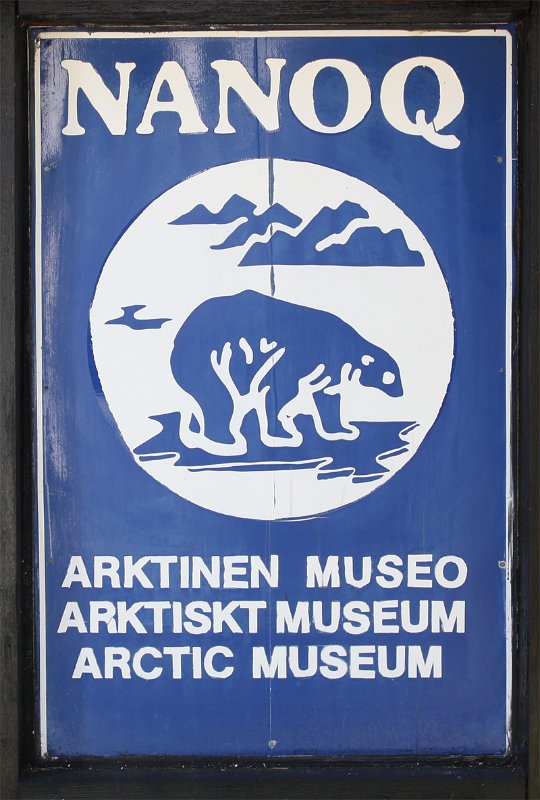 NANOQ
ARKTINEN MUSEO
ARKTISKT MUSEUM
ARCTIC MUSEUM